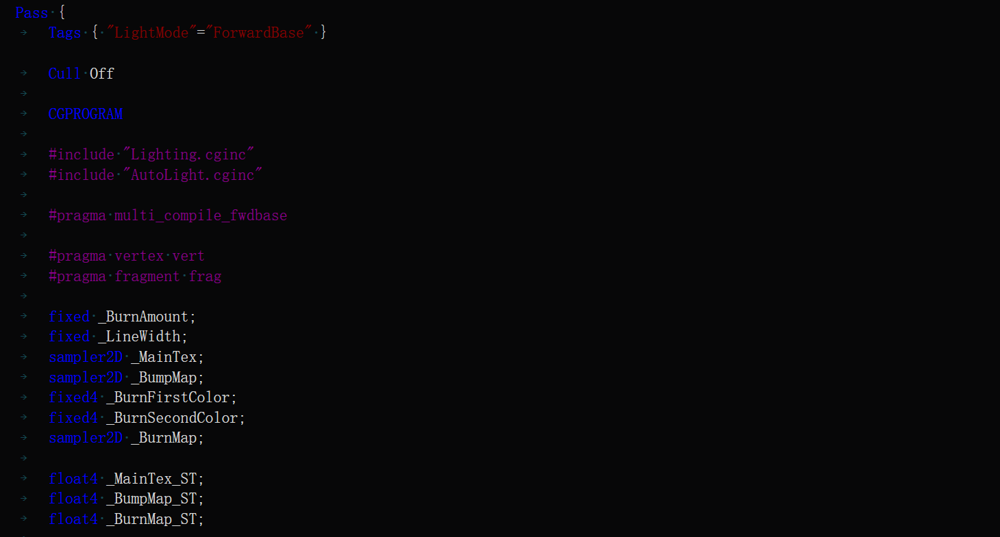 Pass {
Tags { "LightMode"="ForwardBase" }
Cull Off
CGPROGRAM
#include "Lighting.cginc"
#include "AutoLight.cginc"
#pragma multi_compile_fwdbase
#pragma vertex vert
#pragma fragment frag
fixed _BurnAmount;
fixed _LineWidth;
sampler2D _MainTex;
sampler2D _BumpMap;
fixed4 _BurnFirstColor;
fixed4 _BurnSecondColor;
sampler2D _BurnMap;
float4 _MainTex_ST;
float4 _BumpMap_ST;
float4 _BurnMap_ST;